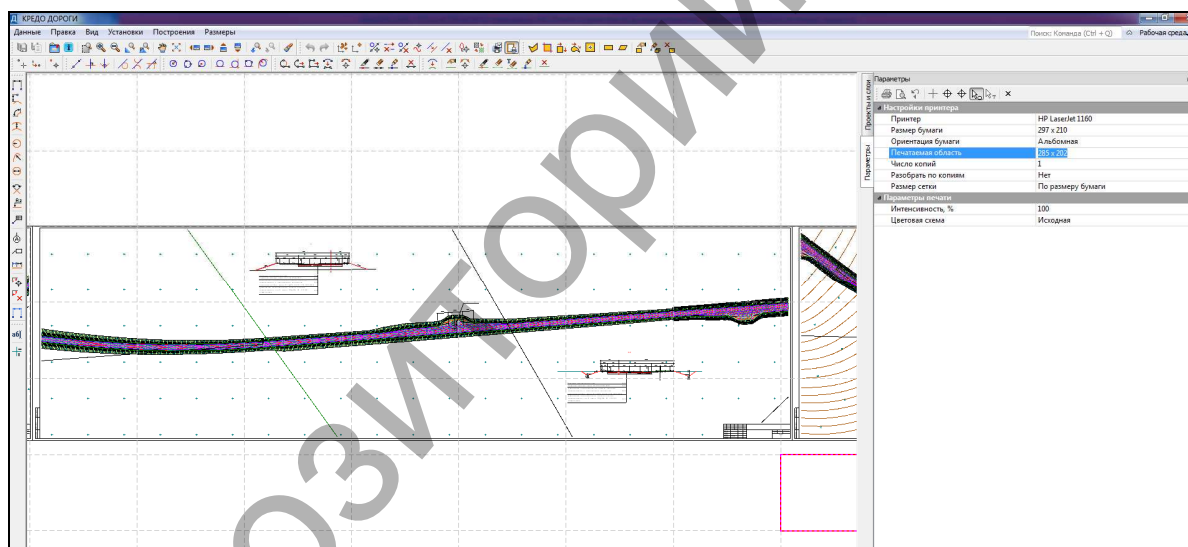 КРЕДО ДОРОГИ
Данные Правка Вид Установки Построения Размеры
Поиск: Команда (Ctrl + Q)
Рабочая среда
Проекты и слои
Параметры
Параметры
Настройки принтера
Принтер HP LaserJet 1160
Размер бумаги 297 x 210
Ориентация бумаги Альбомная
Печатаемая область 285 x 202
Число копий 1
Разобрать по копиям Нет
Размер сетки По размеру бумаги
Параметры печати
Интенсивность, % 100
Цветовая схема Исходная
озитори